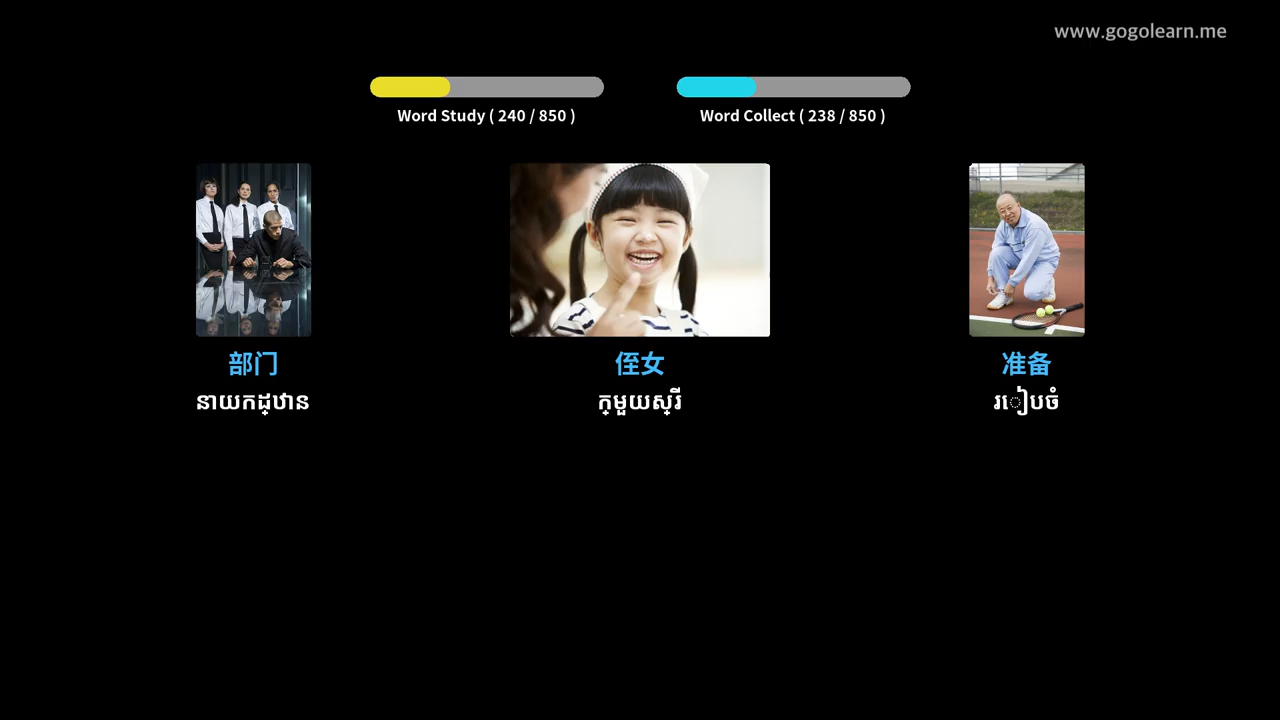 www.gogolearn.me
Word Study ( 240 / 850 )
Word Collect ( 238 / 850 )
部门
侄女
准备
នាយកដ្ឋាន
ក្មួយស្រី
រៀបចំ